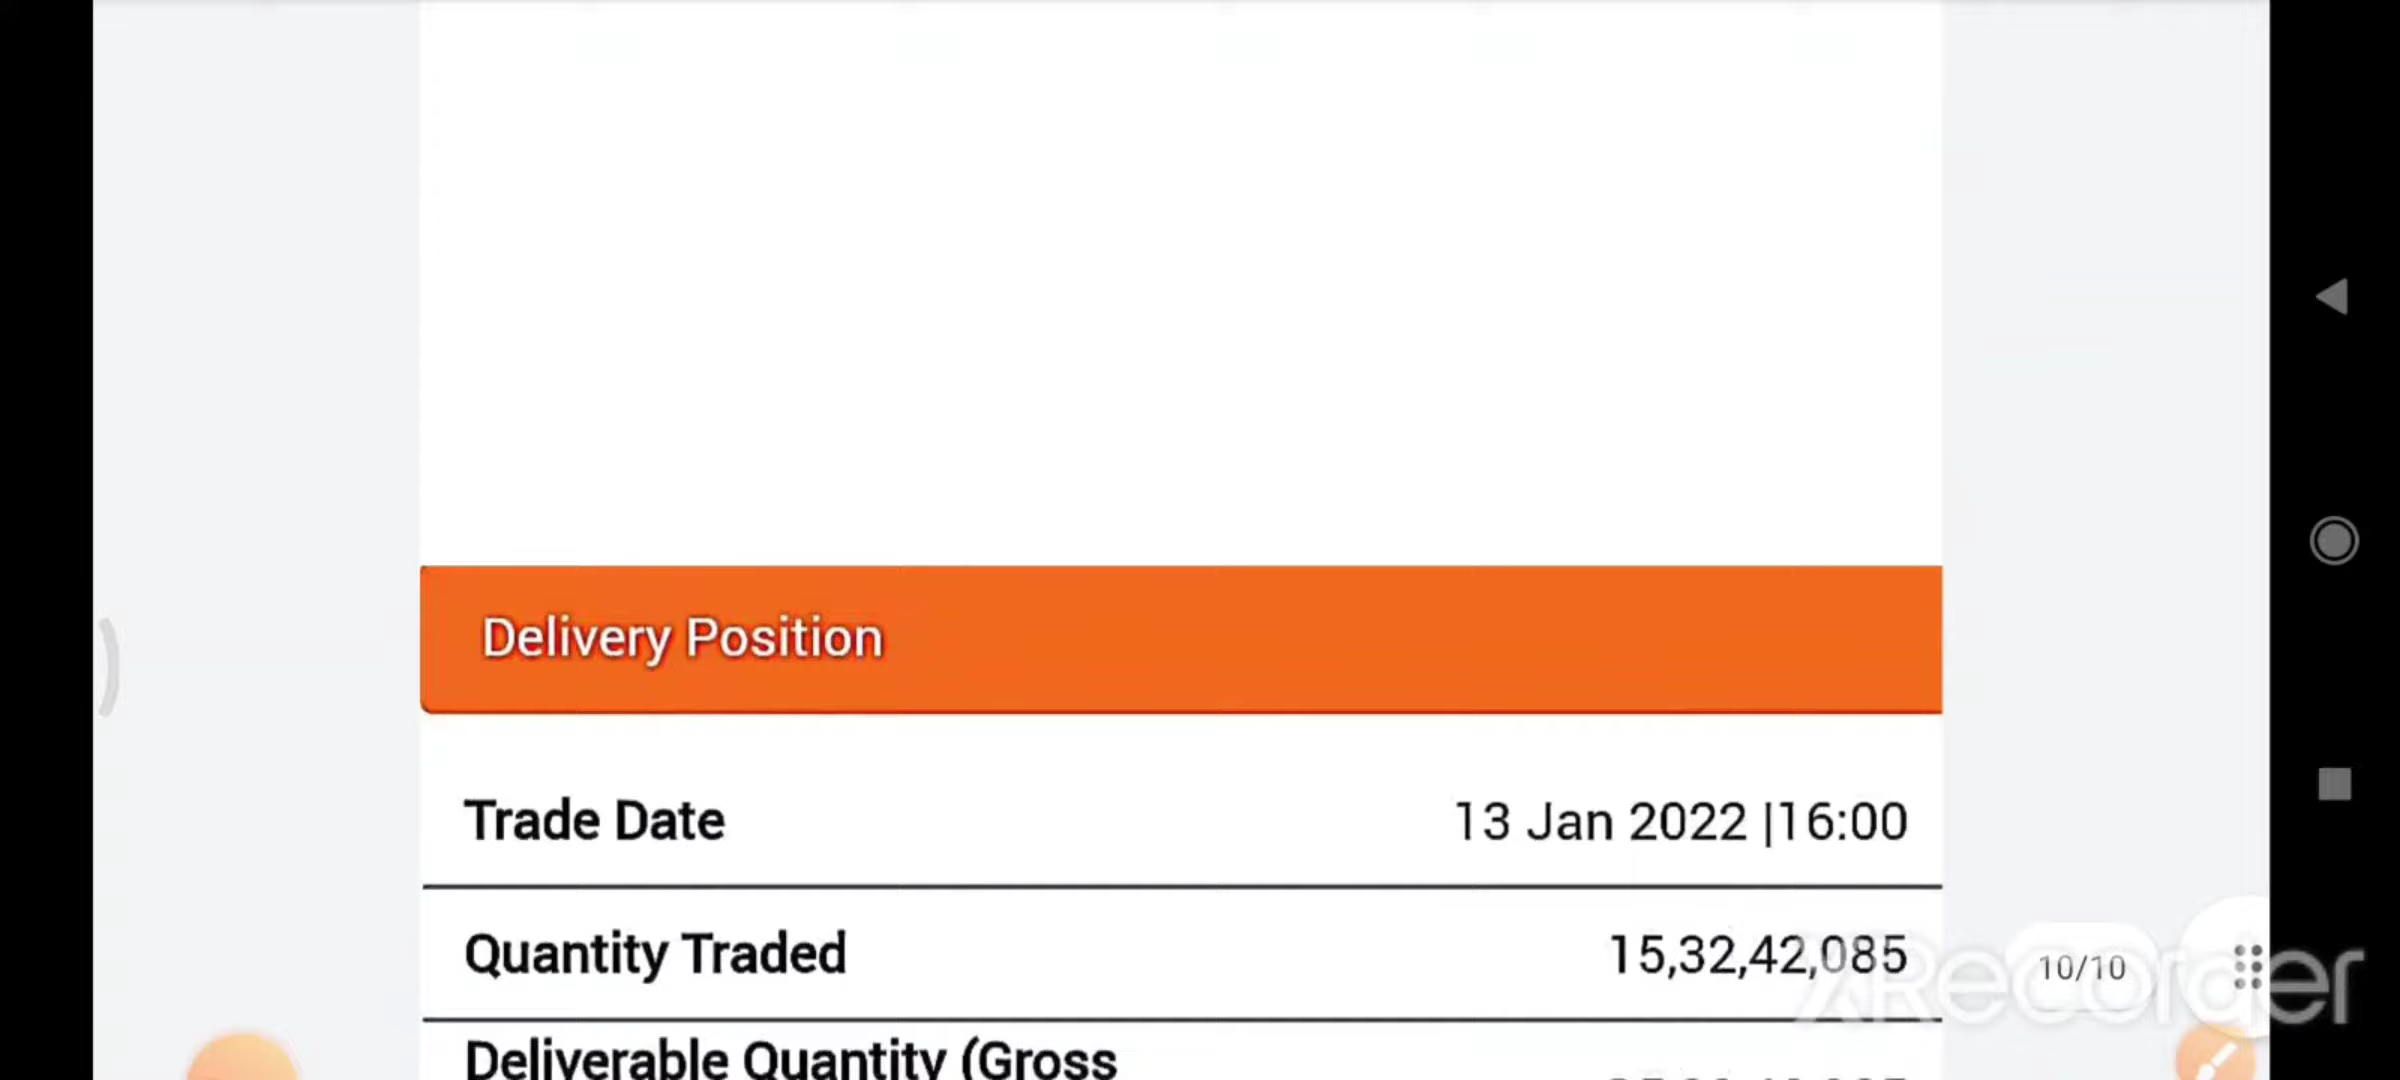 Delivery Position
Trade Date 13 Jan 2022 |16:00
Quantity Traded 15,32,42,085
10/10
XRecorder
Deliverable Quantity (Gross